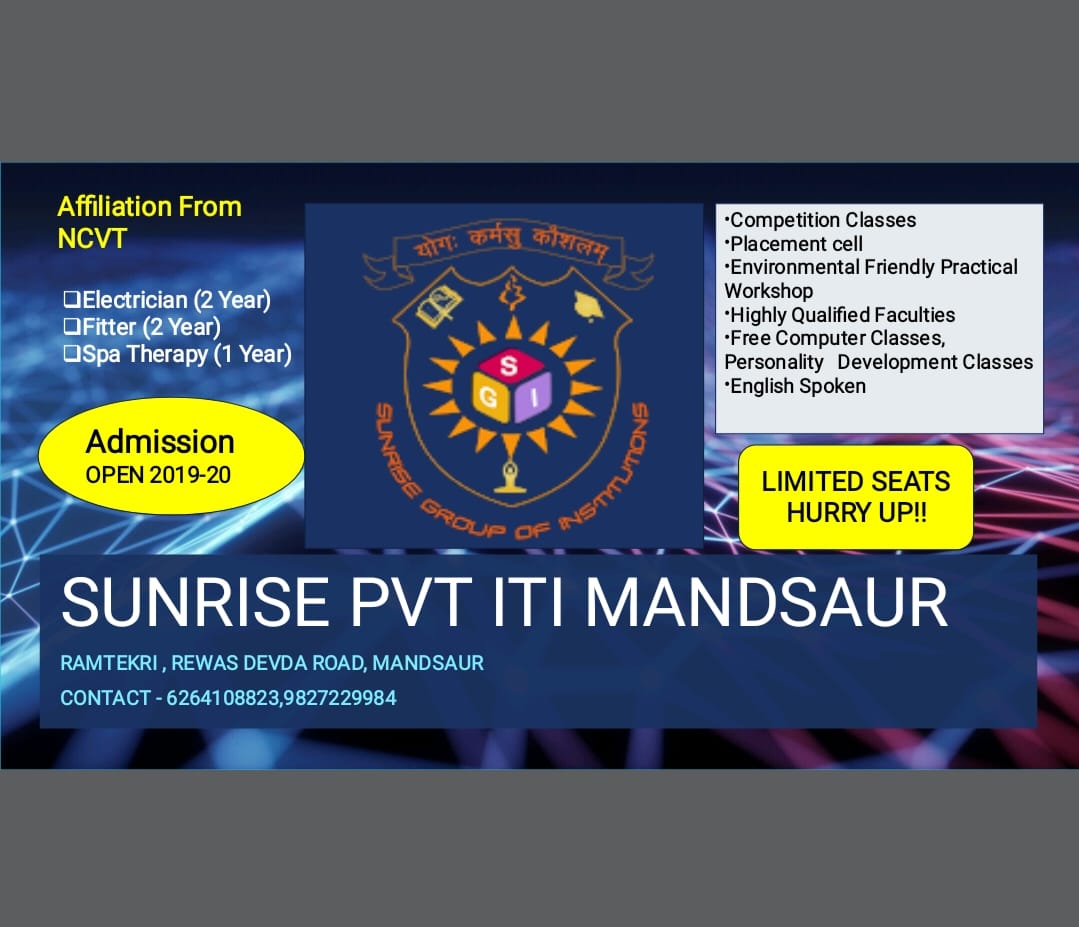 Affiliation From
NCVT
❑Electrician (2 Year)
❑Fitter (2 Year)
❑Spa Therapy (1 Year)
Admission
OPEN 2019-20
योगः कर्मसु कौशलम्
S
G I
SUNRISE GROUP OF INSTITUTIONS
•Competition Classes
•Placement cell
•Environmental Friendly Practical
Workshop
•Highly Qualified Faculties
•Free Computer Classes,
Personality Development Classes
•English Spoken
LIMITED SEATS
HURRY UP!!
SUNRISE PVT ITI MANDSAUR
RAMTEKRI , REWAS DEVDA ROAD, MANDSAUR
CONTACT - 6264108823,9827229984